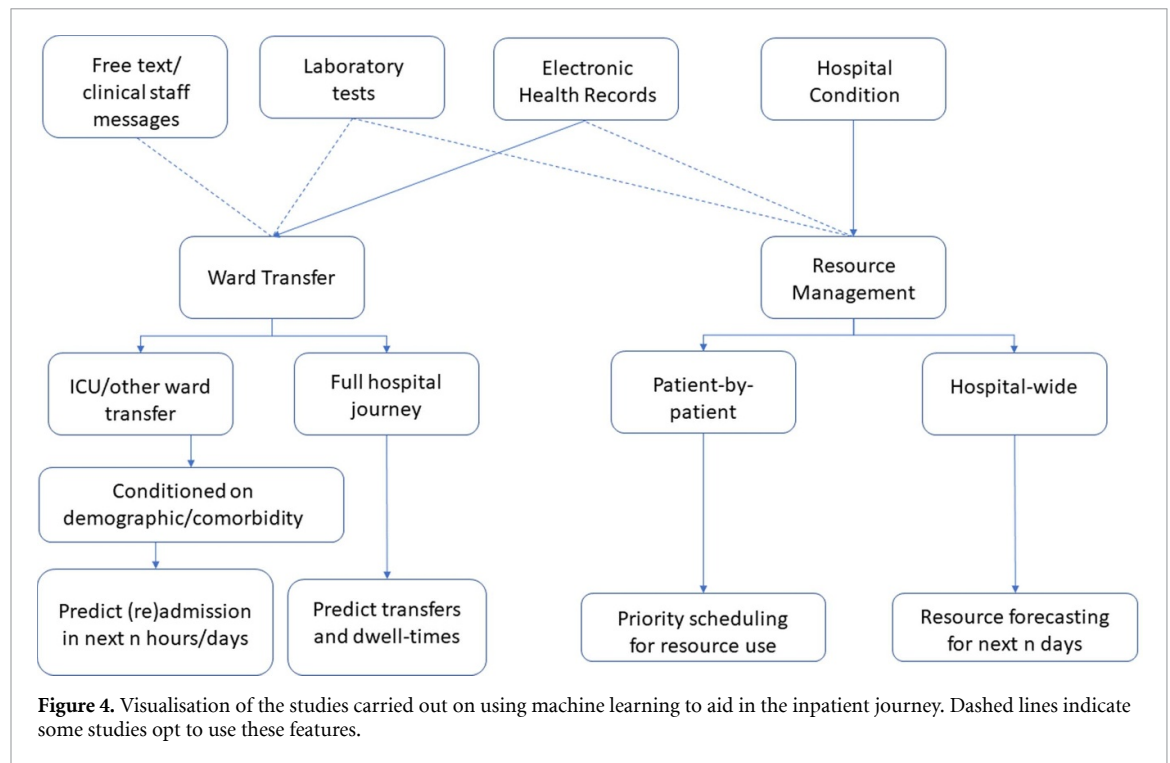 Free text/
clinical staff
messages
Laboratory
tests
Electronic
Health Records
Hospital
Condition
Ward Transfer
Resource
Management
ICU/other ward
transfer
Full hospital
journey
Patient-by-
patient
Hospital-wide
Conditioned on
demographic/comorbidity
Predict (re)admission
in next n hours/days
Predict transfers
and dwell-times
Priority scheduling
for resource use
Resource forecasting
for next n days
Figure 4. Visualisation of the studies carried out on using machine learning to aid in the inpatient journey. Dashed lines indicate
some studies opt to use these features.